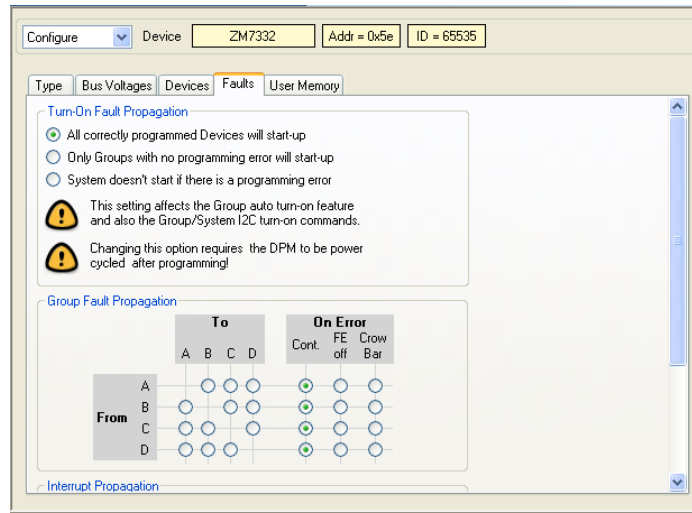 Configure Device ZM7332 Addr = 0x5e ID = 65535
Type Bus Voltages Devices Faults User Memory
Turn-On Fault Propagation
All correctly programmed Devices will start-up
Only Groups with no programming error will start-up
System doesn't start if there is a programming error
This setting affects the Group auto turn-on feature
and also the Group/System I2C turn-on commands.
Changing this option requires the DPM to be power
cycled after programming!
Group Fault Propagation
To On Error
A B C D Cont. FE off Crow Bar
From
A
B
C
D
Interrupt Propagation